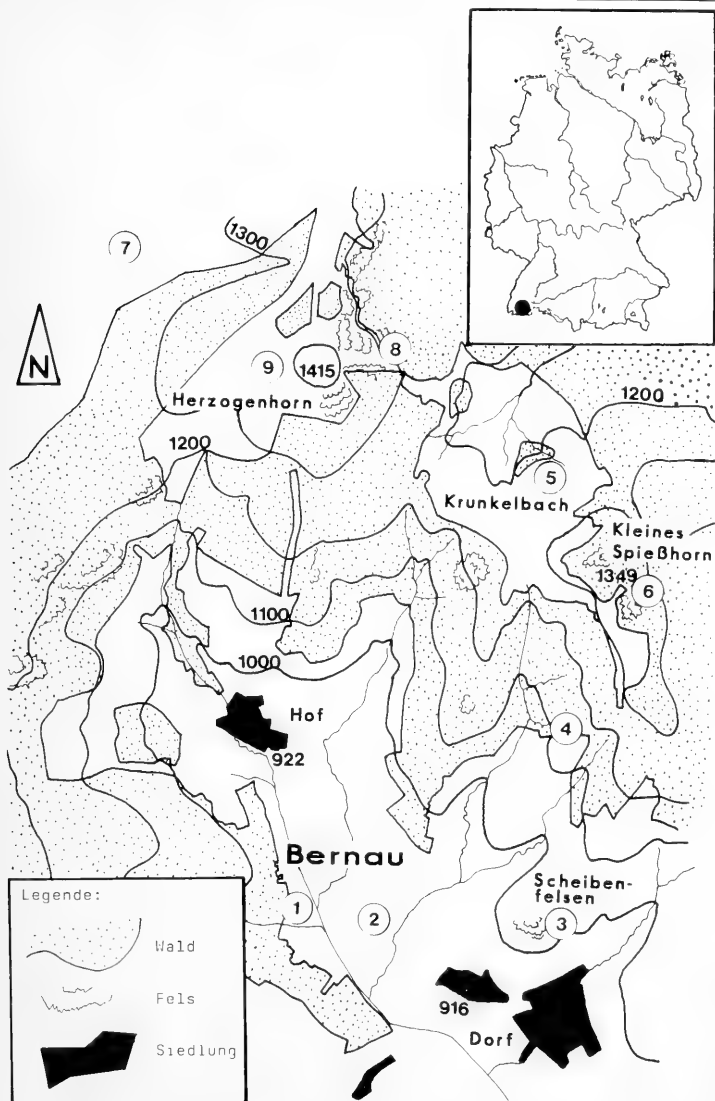 1300
7
N
8
9
1415
Herzogenhorn
1200
1200
5
Krunkelbach
Kleines
Spießhorn
1349
6
1100
1000
Hof
922
4
Bernau
1
2
Scheiben-
felsen
3
916
Dorf
Legende:
Wald
Fels
Siedlung